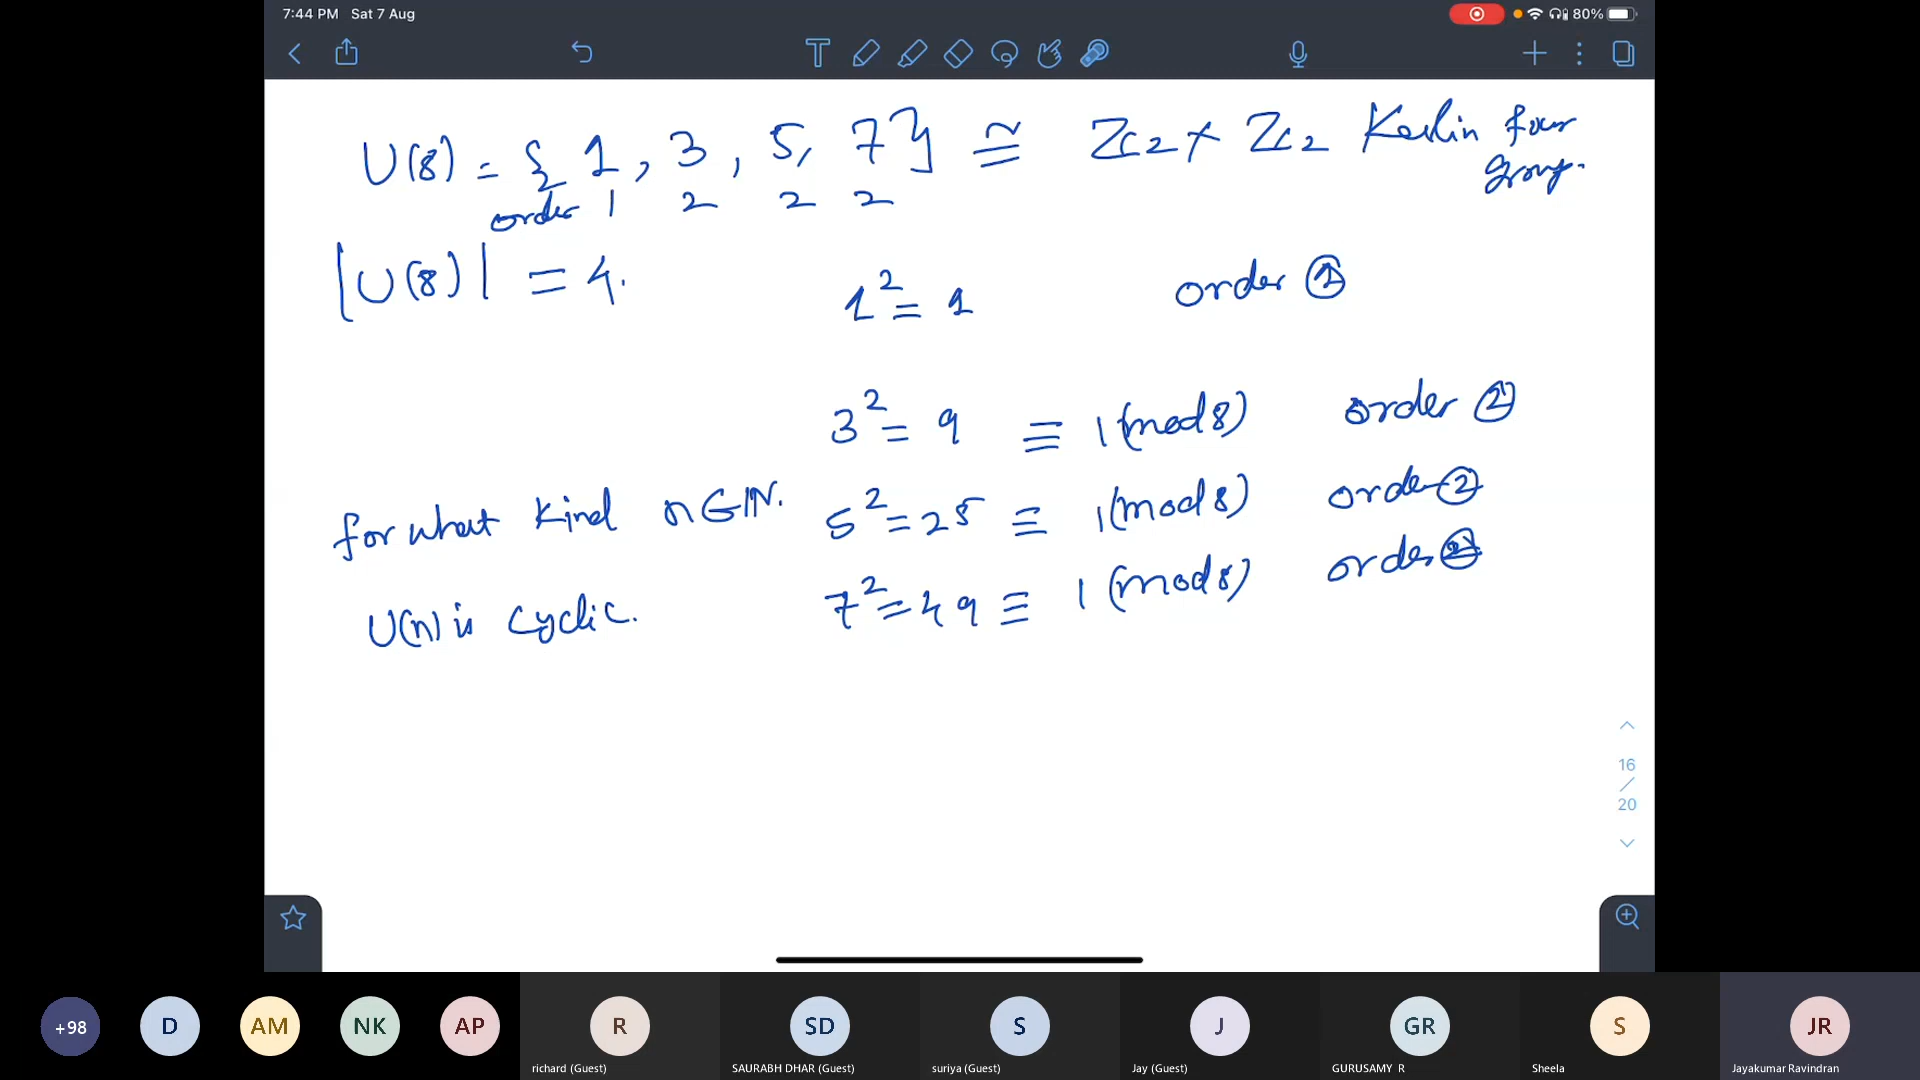 7:44 PM Sat 7 Aug
80%
U(8) = { 1, 3, 5, 7 } ≅ Z2 × Z2 Keilin four
group.
order 1 2 2 2
|U(8)| = 4.
1² = 1 order 1
3² = 9 ≡ 1 (mod 8) order 2
5² = 25 ≡ 1 (mod 8) order 2
7² = 49 ≡ 1 (mod 8) order 2
for what kind n ∈ IN.
U(n) is cyclic.
16
/
20
+98
D
AM
NK
AP
R
SD
S
J
GR
S
JR
richard (Guest)
SAURABH DHAR (Guest)
suriya (Guest)
Jay (Guest)
GURUSAMY R
Sheela
Jayakumar Ravindran